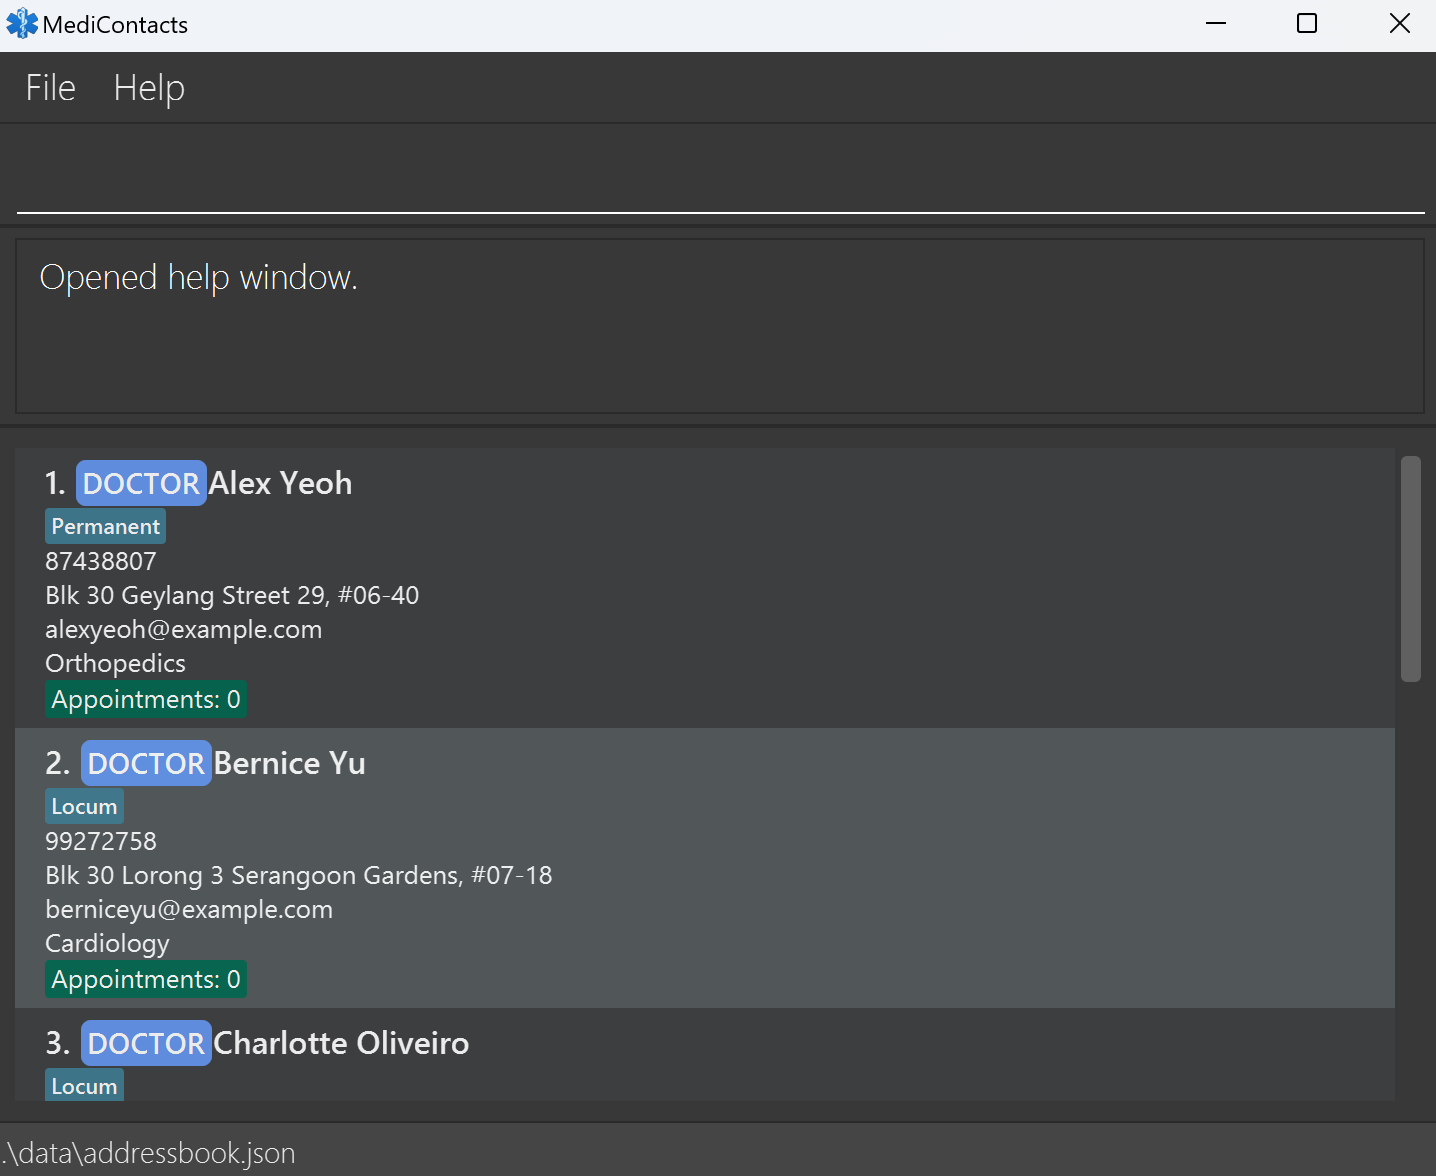 MediContacts
File Help
Opened help window.
1. DOCTOR Alex Yeoh
Permanent
87438807
Blk 30 Geylang Street 29, #06-40
alexyeoh@example.com
Orthopedics
Appointments: 0
2. DOCTOR Bernice Yu
Locum
99272758
Blk 30 Lorong 3 Serangoon Gardens, #07-18
berniceyu@example.com
Cardiology
Appointments: 0
3. DOCTOR Charlotte Oliveiro
Locum
.\data\addressbook.json